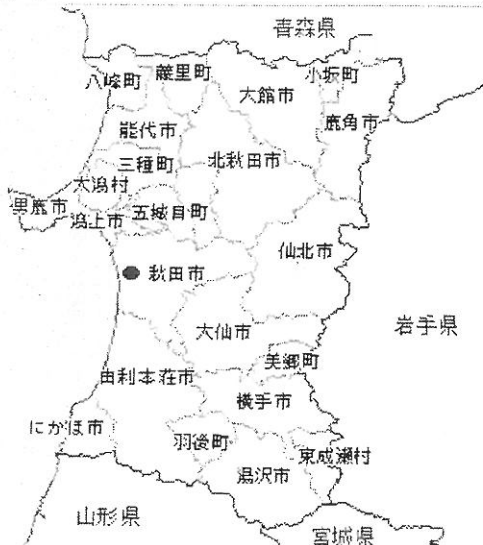 青森県
八峰町
藤里町
小坂町
大館市
鹿角市
能代市
北秋田市
三種町
大潟村
男鹿市
五城目町
潟上市
仙北市
秋田市
大仙市
岩手県
美郷町
由利本荘市
横手市
にかほ市
羽後町
東成瀬村
湯沢市
山形県
宮城県